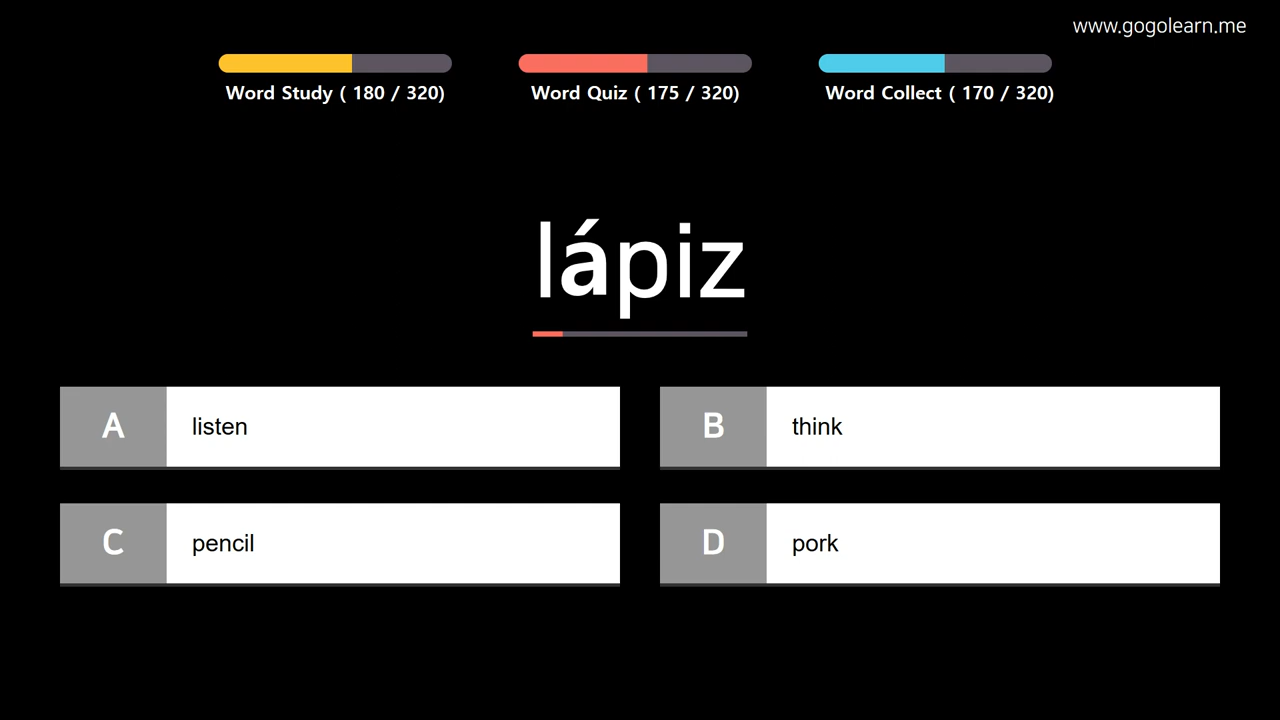 www.gogolearn.me
Word Study ( 180 / 320)
Word Quiz ( 175 / 320)
Word Collect ( 170 / 320)
lápiz
A listen
B think
C pencil
D pork